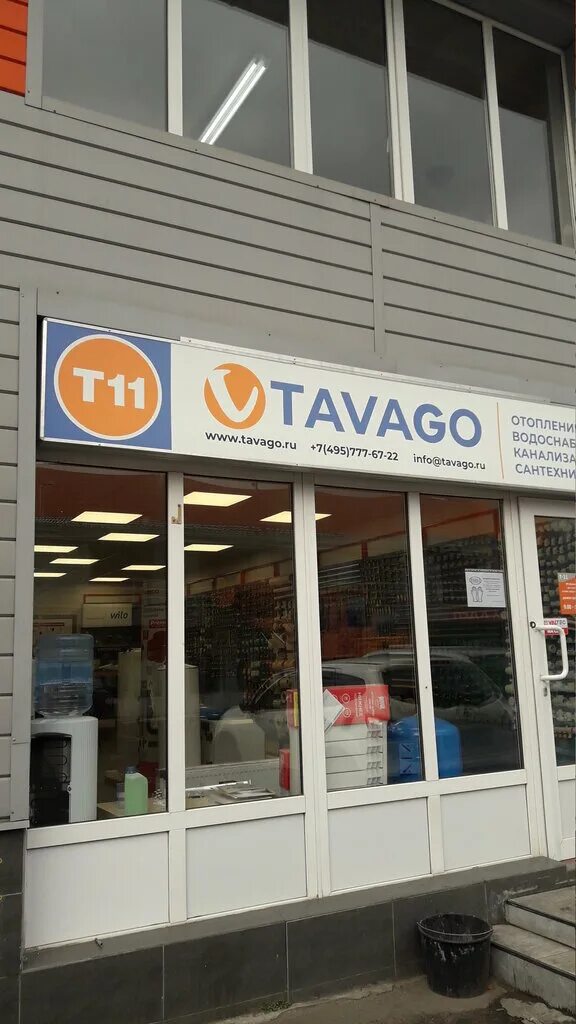 T11
TAVAGO
www.tavago.ru +7(495)777-67-22 info@tavago.ru
ОТОПЛЕНИ
ВОДОСНАБ
КАНАЛИЗА
САНТЕХНИ
wilo